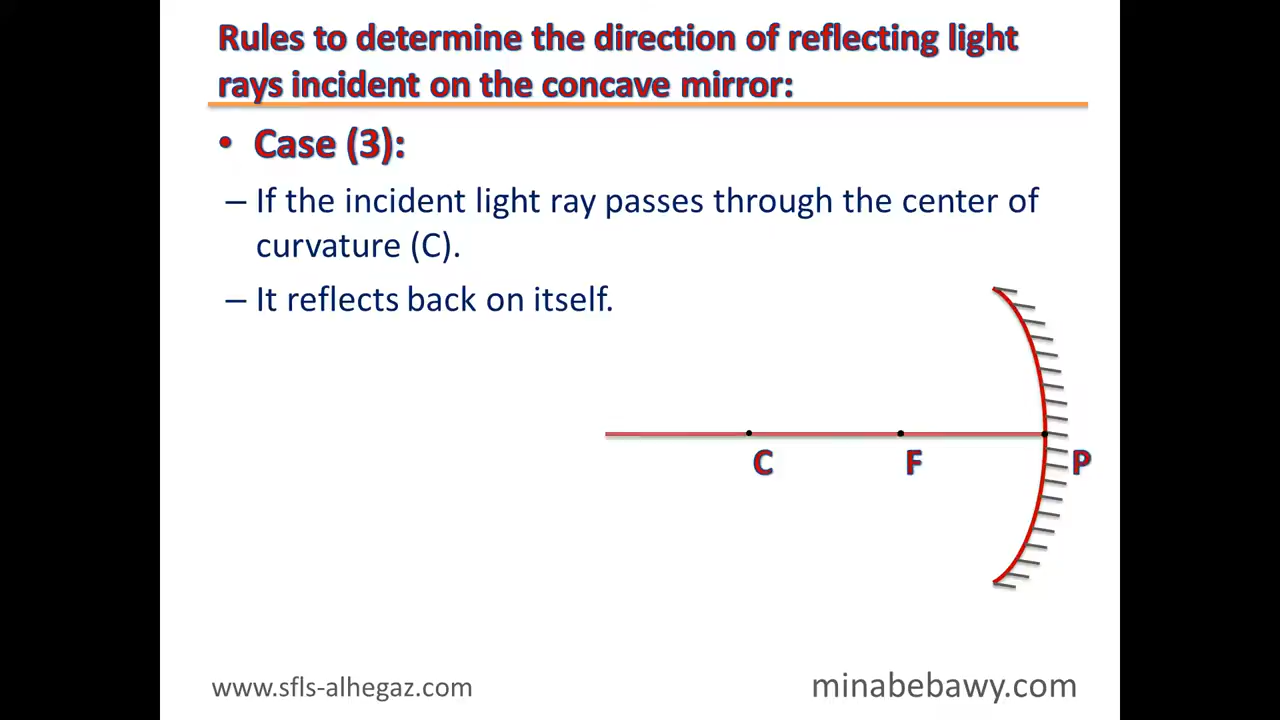 Rules to determine the direction of reflecting light
rays incident on the concave mirror:
• Case (3):
– If the incident light ray passes through the center of
curvature (C).
– It reflects back on itself.
C F P
www.sfls-alhegaz.com minabebawy.com